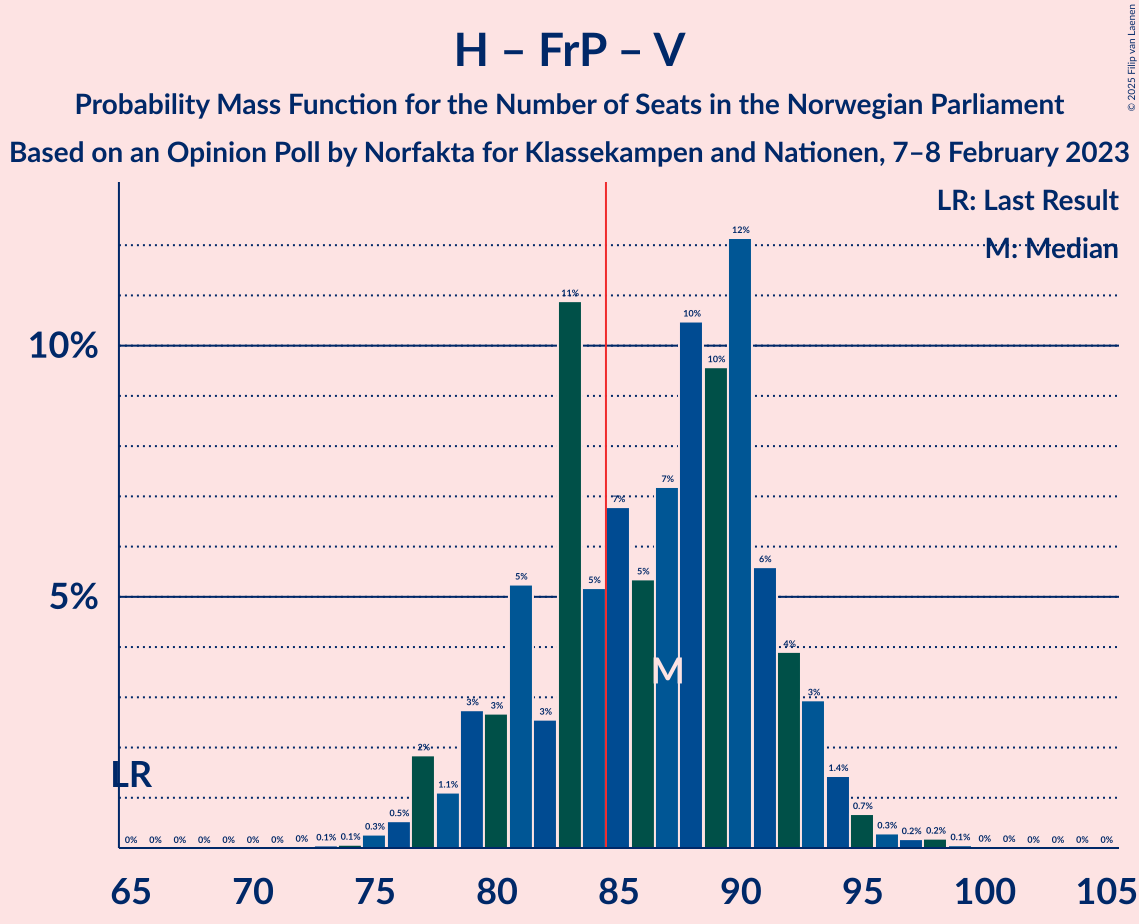 H – FrP – V
Probability Mass Function for the Number of Seats in the Norwegian Parliament
Based on an Opinion Poll by Norfakta for Klassekampen and Nationen, 7–8 February 2023
© 2025 Filip van Laenen
LR: Last Result
M: Median
10%
5%
LR
M
0% 0% 0% 0% 0% 0% 0% 0% 0.1% 0.1% 0.3% 0.5% 2% 1.1% 3% 3% 5% 3% 11% 5% 7% 5% 7% 10% 10% 12% 6% 4% 3% 1.4% 0.7% 0.3% 0.2% 0.2% 0.1% 0% 0% 0% 0% 0% 0%
65 70 75 80 85 90 95 100 105